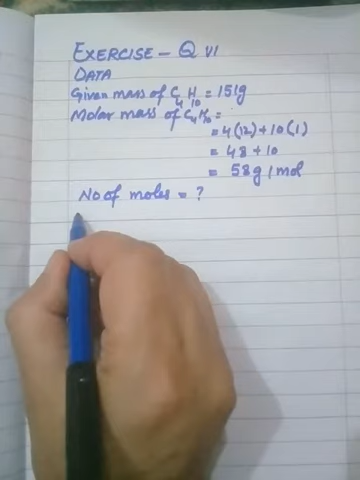 EXERCISE - Q VI
DATA
Given mass of C4H10 = 151g
Molar mass of C4H10 =
= 4(12) + 10(1)
= 48 + 10
= 58g/mol
No of moles = ?